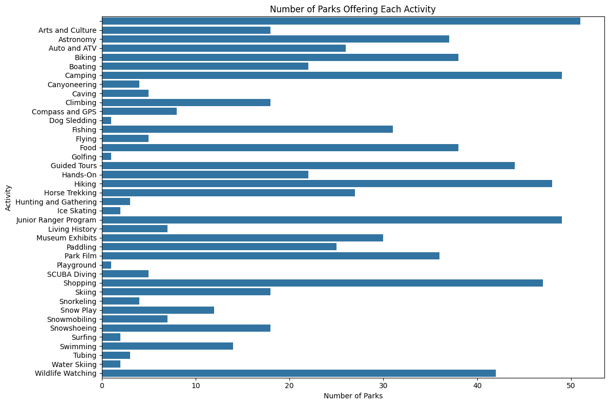 Number of Parks Offering Each Activity
Activity
Arts and Culture
Astronomy
Auto and ATV
Biking
Boating
Camping
Canyoneering
Caving
Climbing
Compass and GPS
Dog Sledding
Fishing
Flying
Food
Golfing
Guided Tours
Hands-On
Hiking
Horse Trekking
Hunting and Gathering
Ice Skating
Junior Ranger Program
Living History
Museum Exhibits
Paddling
Park Film
Playground
SCUBA Diving
Shopping
Skiing
Snorkeling
Snow Play
Snowmobiling
Snowshoeing
Surfing
Swimming
Tubing
Water Skiing
Wildlife Watching
0 10 20 30 40 50
Number of Parks